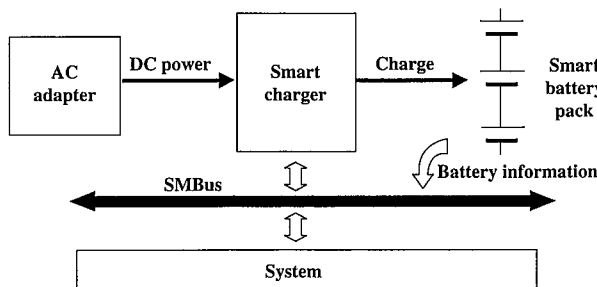 AC
adapter
DC power
Smart
charger
Charge
Smart
battery
pack
Battery information
SMBus
System